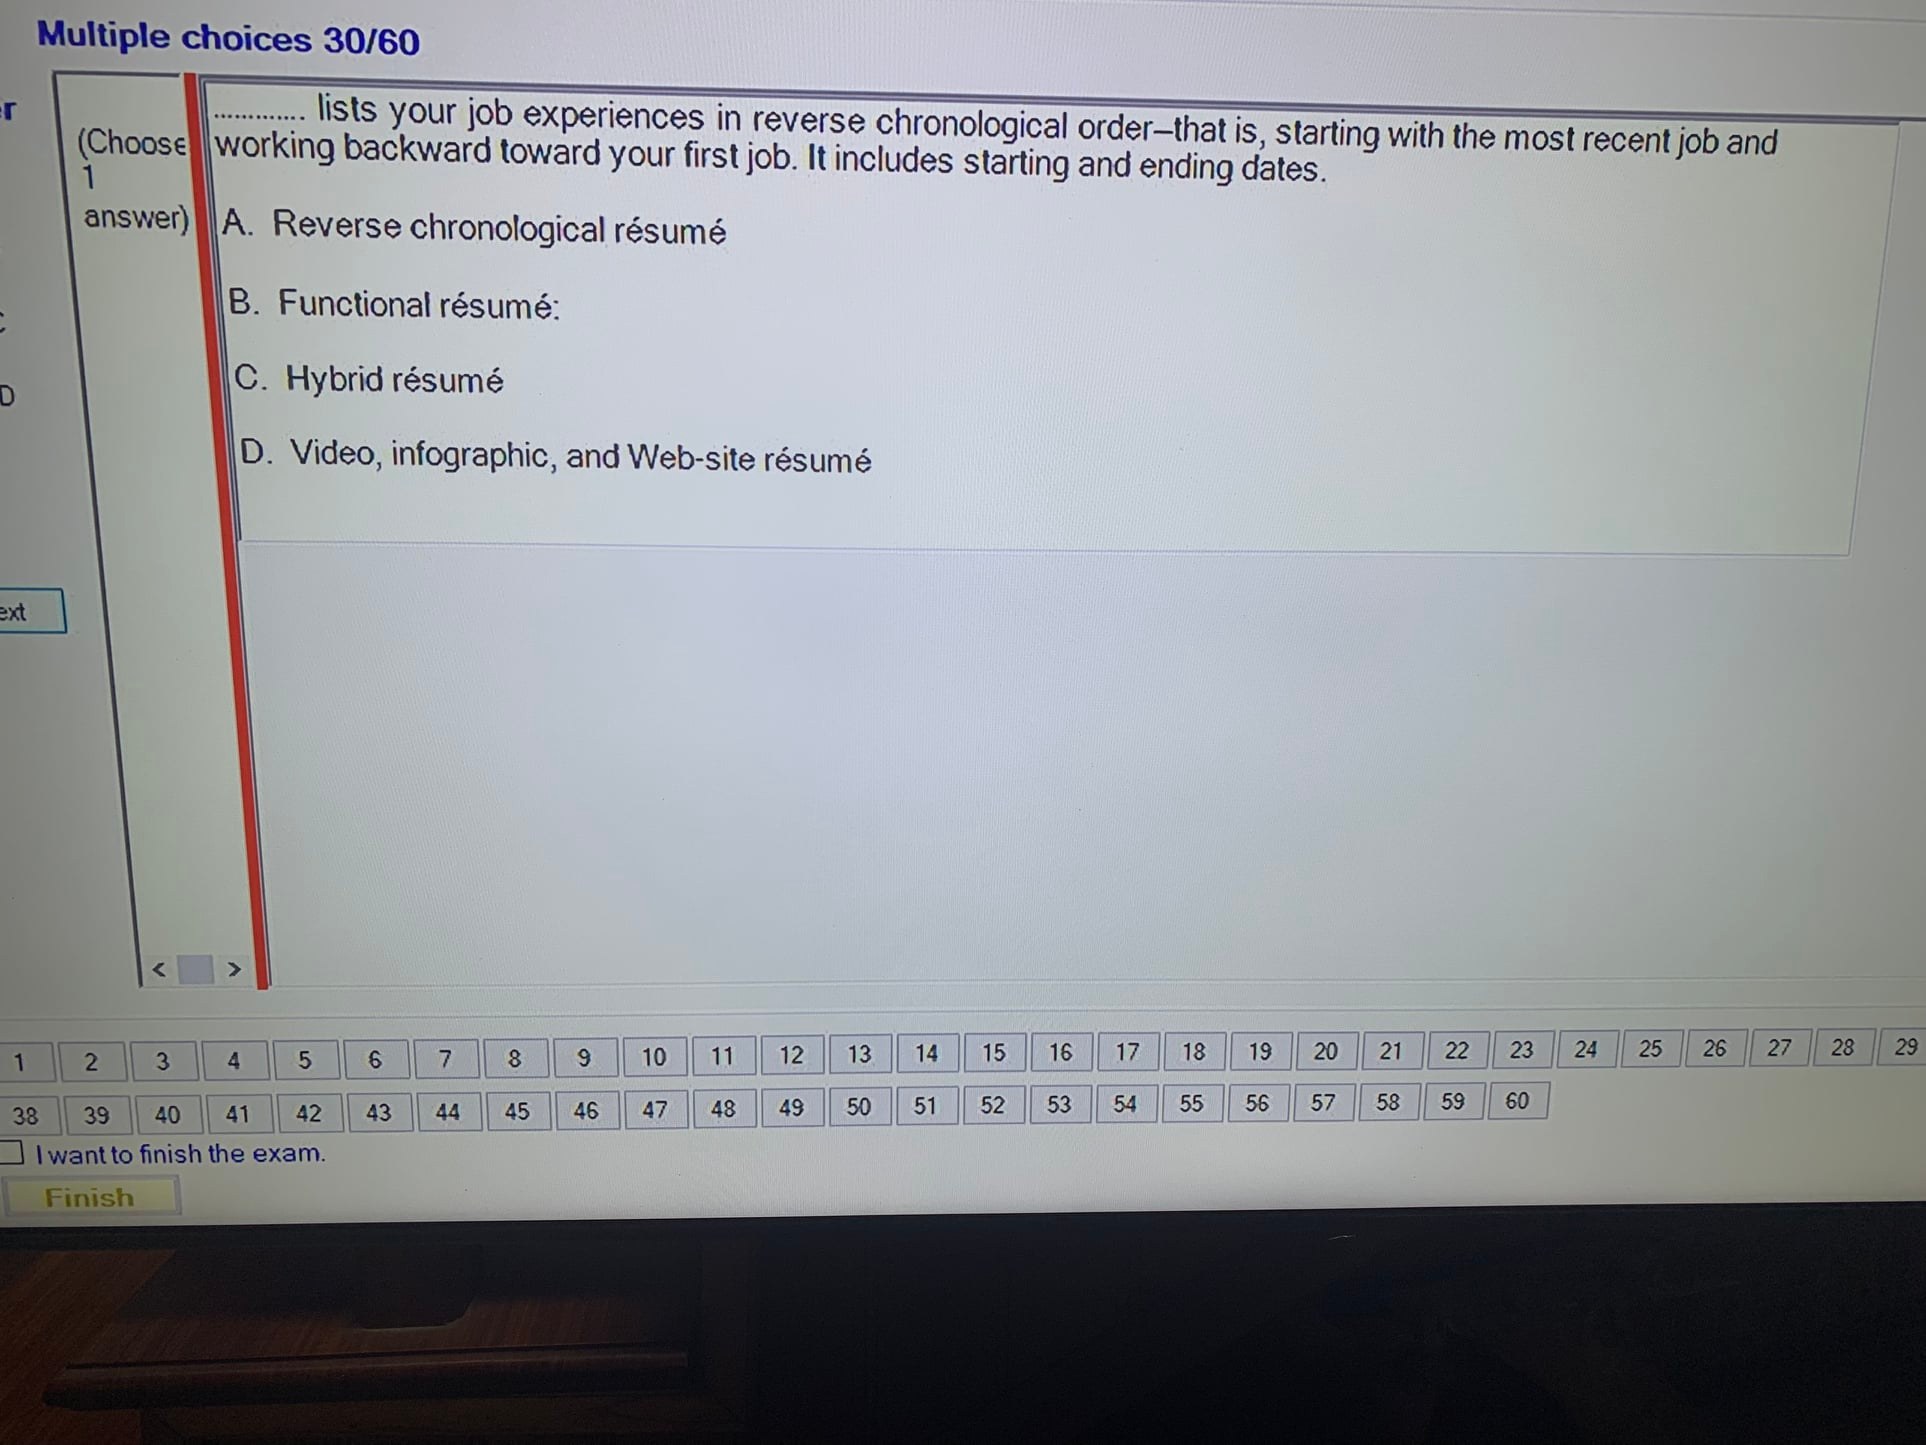 Multiple choices 30/60
(Choose
1
answer)
............. lists your job experiences in reverse chronological order–that is, starting with the most recent job and
working backward toward your first job. It includes starting and ending dates.
A. Reverse chronological résumé
B. Functional résumé:
C. Hybrid résumé
D. Video, infographic, and Web-site résumé
D
ext
< >
1 2 3 4 5 6 7 8 9 10 11 12 13 14 15 16 17 18 19 20 21 22 23 24 25 26 27 28 29
38 39 40 41 42 43 44 45 46 47 48 49 50 51 52 53 54 55 56 57 58 59 60
I want to finish the exam.
Finish